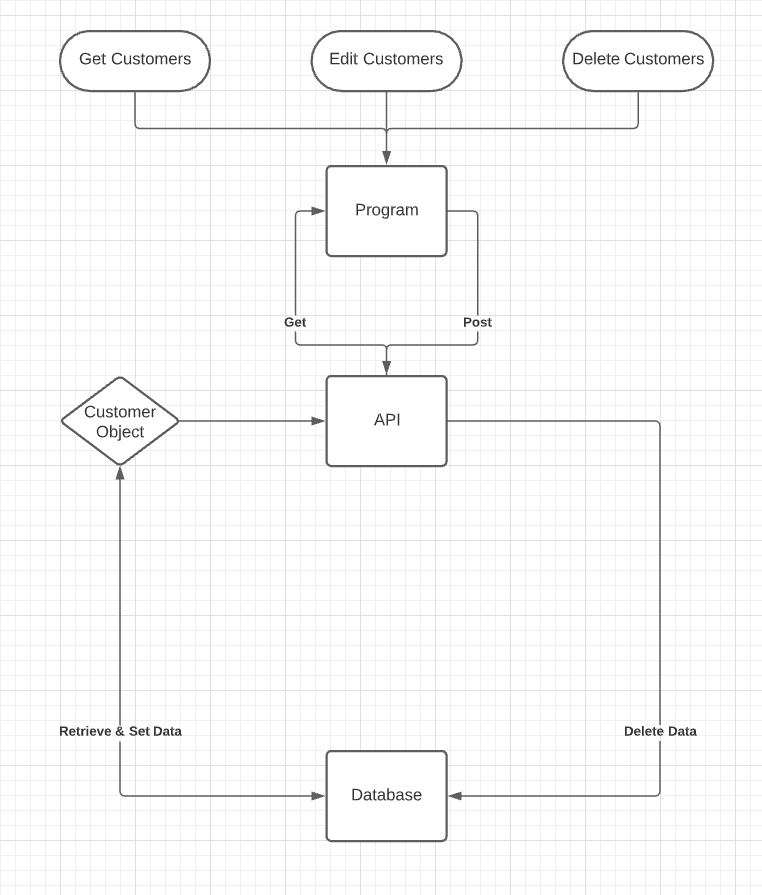 Get Customers
Edit Customers
Delete Customers
Program
Get
Post
Customer
Object
API
Retrieve & Set Data
Delete Data
Database